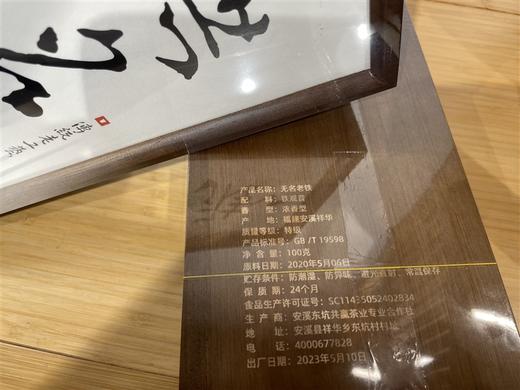 产品名称：无名老铁
配 料：铁观音
香 型：浓香型
产 地：福建安溪祥华
质量等级：特级
产品标准号：GB /T 19598
净 含 量：100克
原料日期：2020年5月06日
贮存条件：防潮湿、防异味、避光直射、常温保存
保 质 期：24个月
食品生产许可证号：SC11435052402834
生 产 商：安溪东坑共赢茶业专业合作社
地 址：安溪县祥华乡东坑村村址
电 话：4000677828
出厂日期：2023年5月10日